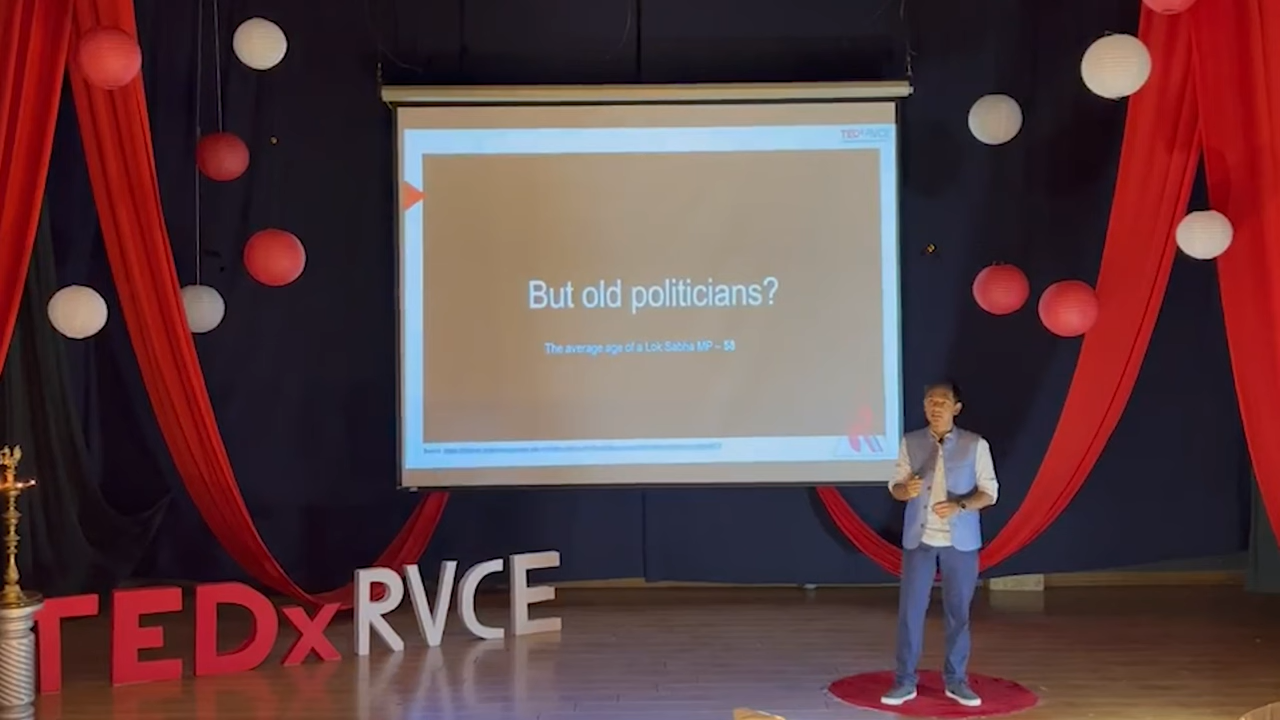 TEDxRVCE
But old politicians?
The average age of a Lok Sabha MP – 58
TEDxRVCE